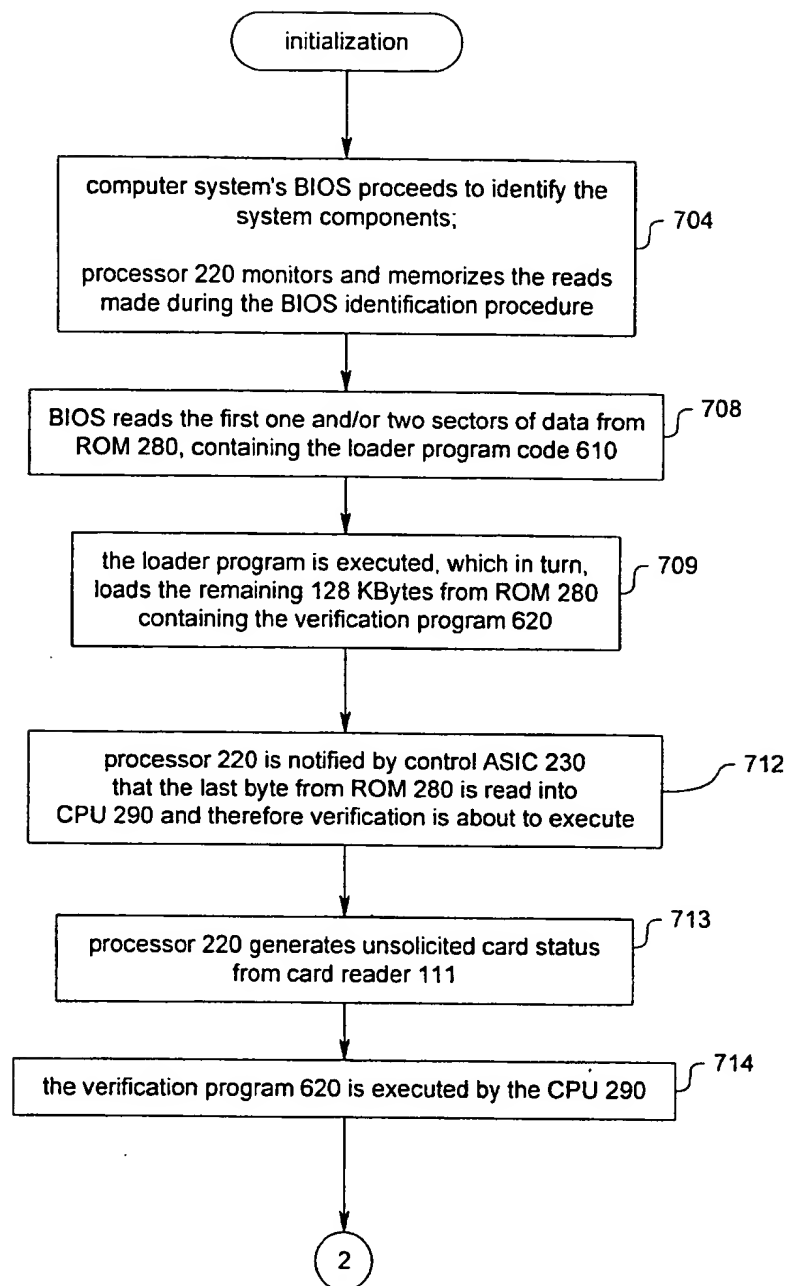 initialization
computer system's BIOS proceeds to identify the
system components;
processor 220 monitors and memorizes the reads
made during the BIOS identification procedure
704
BIOS reads the first one and/or two sectors of data from
ROM 280, containing the loader program code 610
708
the loader program is executed, which in turn,
loads the remaining 128 KBytes from ROM 280
containing the verification program 620
709
processor 220 is notified by control ASIC 230
that the last byte from ROM 280 is read into
CPU 290 and therefore verification is about to execute
712
processor 220 generates unsolicited card status
from card reader 111
713
the verification program 620 is executed by the CPU 290
714
2